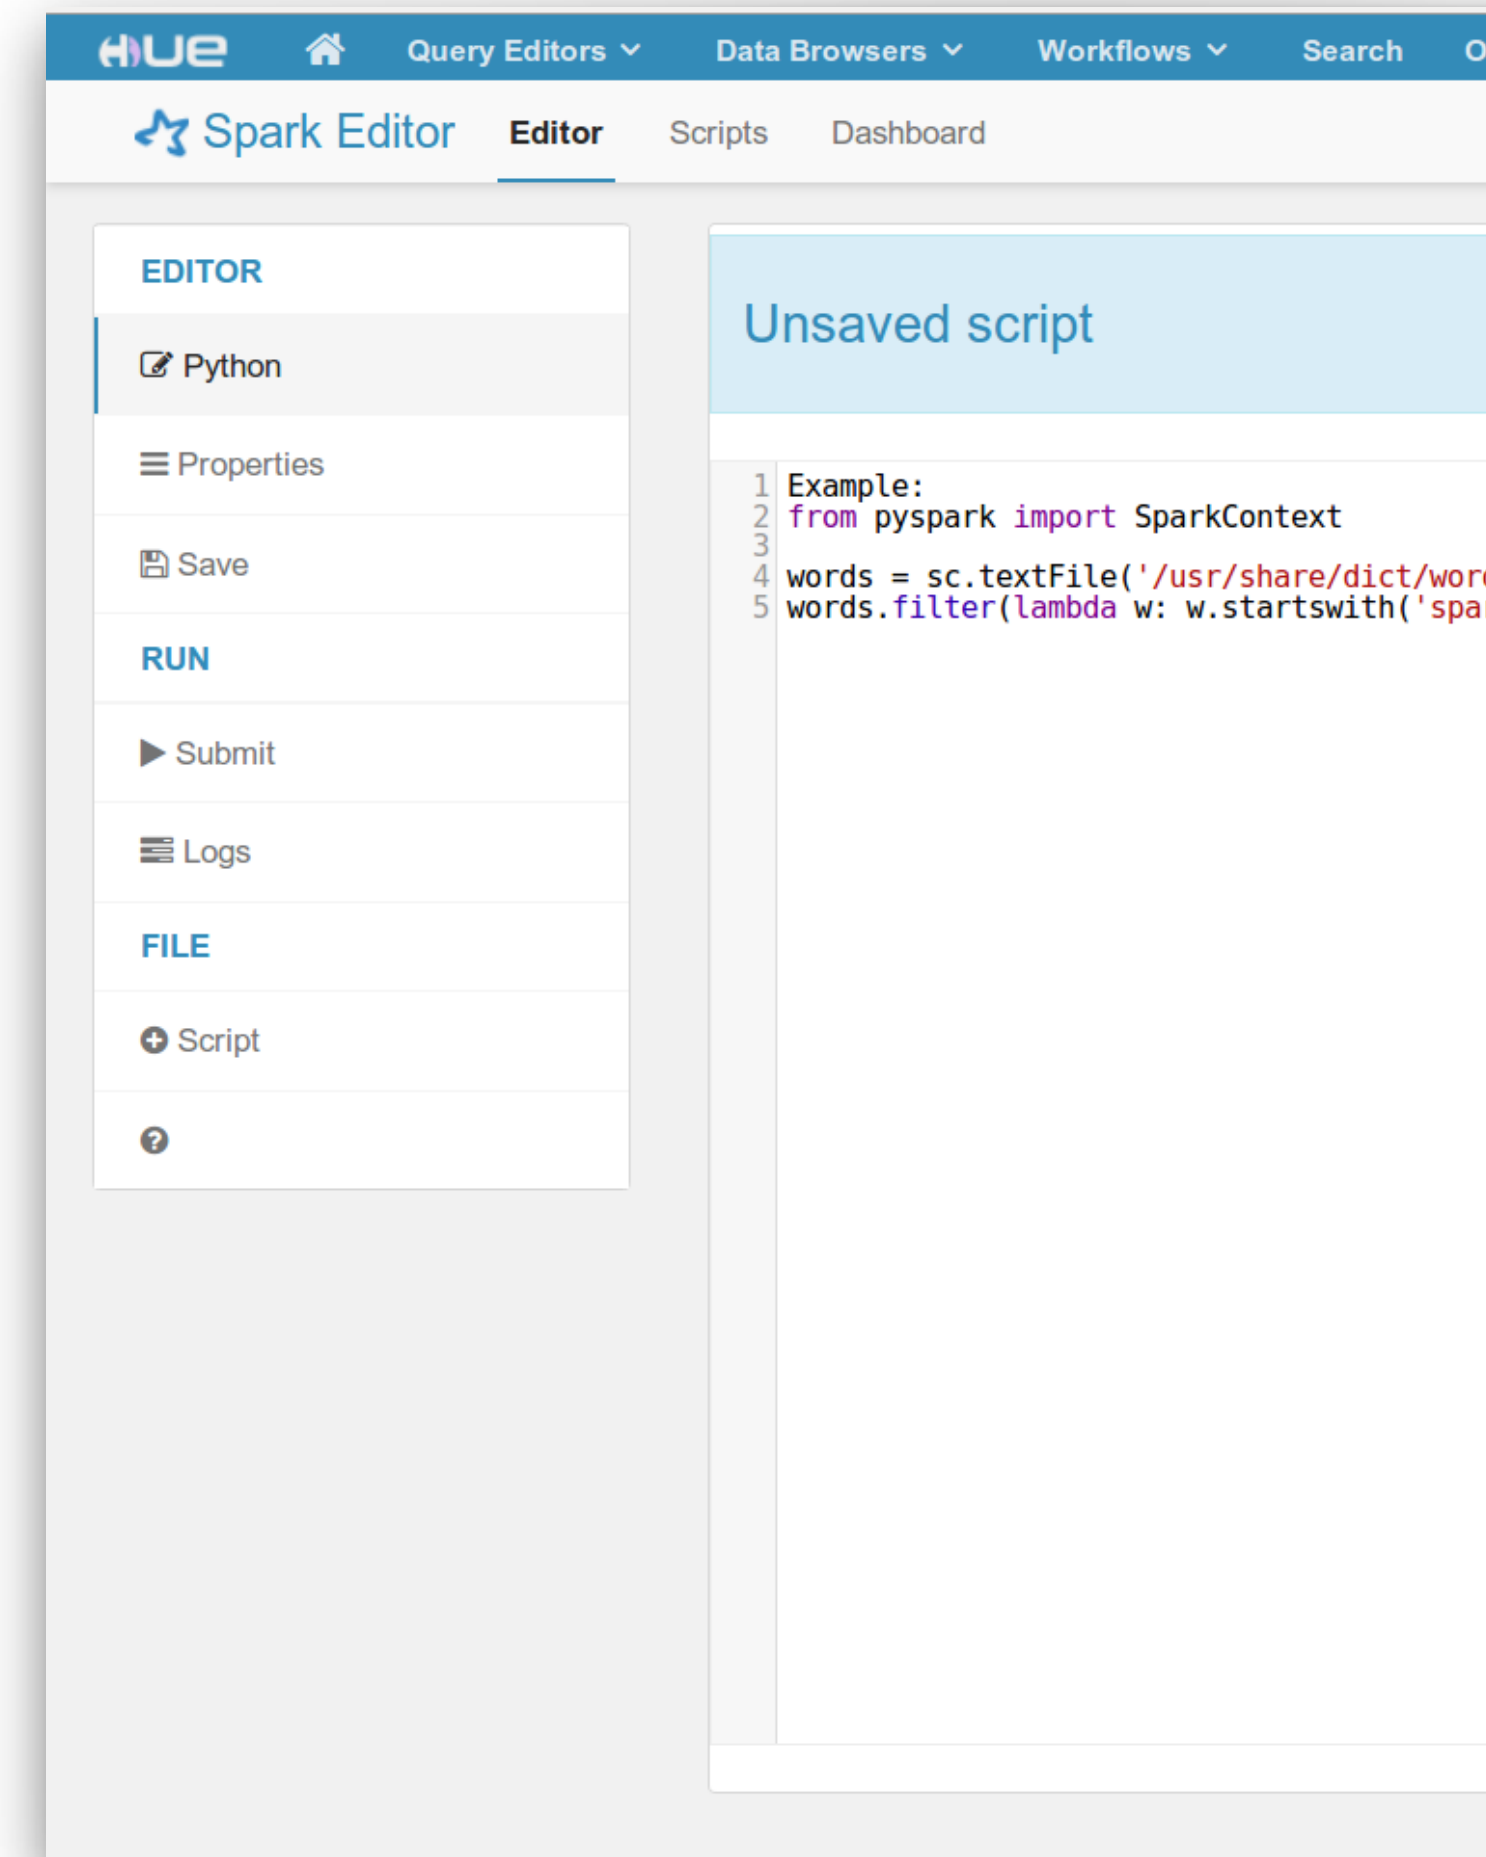 HUE Query Editors Data Browsers Workflows Search
Spark Editor Editor Scripts Dashboard
EDITOR
Python
Properties
Save
RUN
Submit
Logs
FILE
Script
Unsaved script
1 Example:
2 from pyspark import SparkContext
3
4 words = sc.textFile('/usr/share/dict/wor
5 words.filter(lambda w: w.startswith('spa